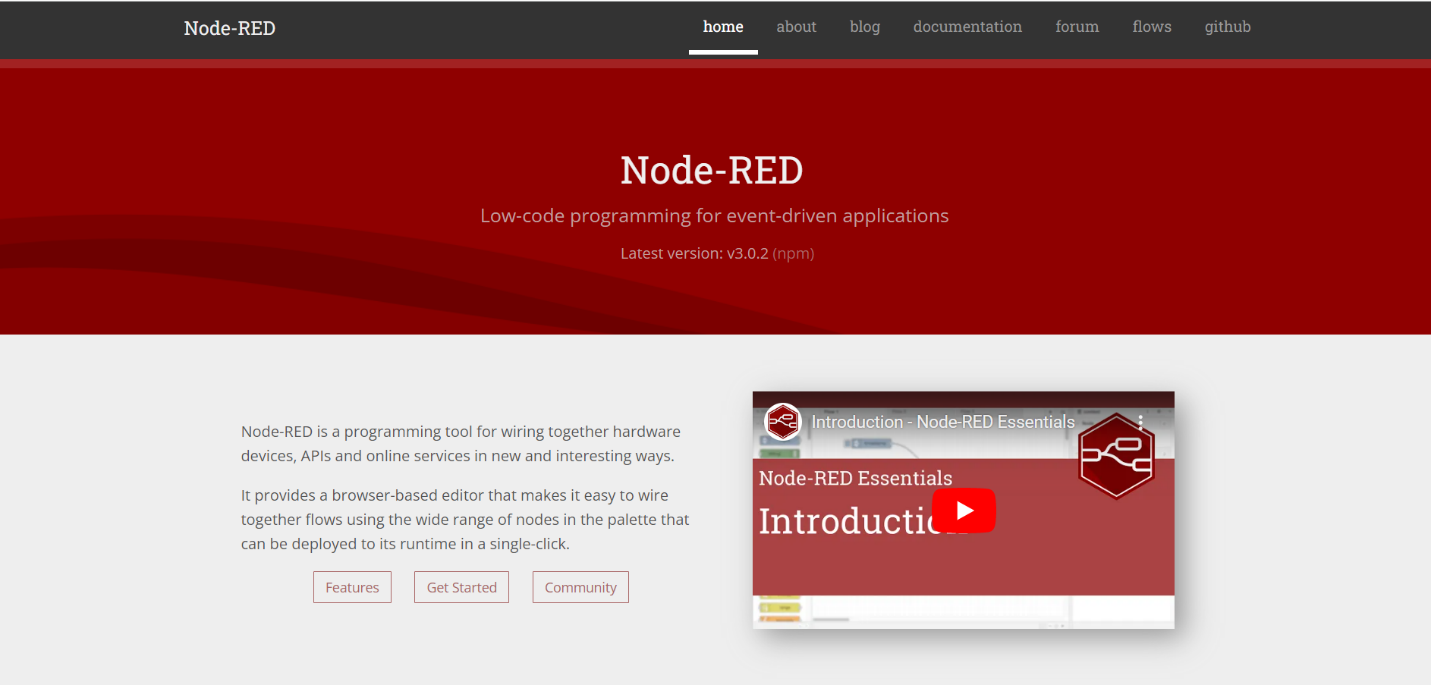 Node-RED
home about blog documentation forum flows github
Node-RED
Low-code programming for event-driven applications
Latest version: v3.0.2 (npm)
Node-RED is a programming tool for wiring together hardware
devices, APIs and online services in new and interesting ways.
It provides a browser-based editor that makes it easy to wire
together flows using the wide range of nodes in the palette that
can be deployed to its runtime in a single-click.
Features Get Started Community
Introduction - Node-RED Essentials
Node-RED Essentials
Introduction